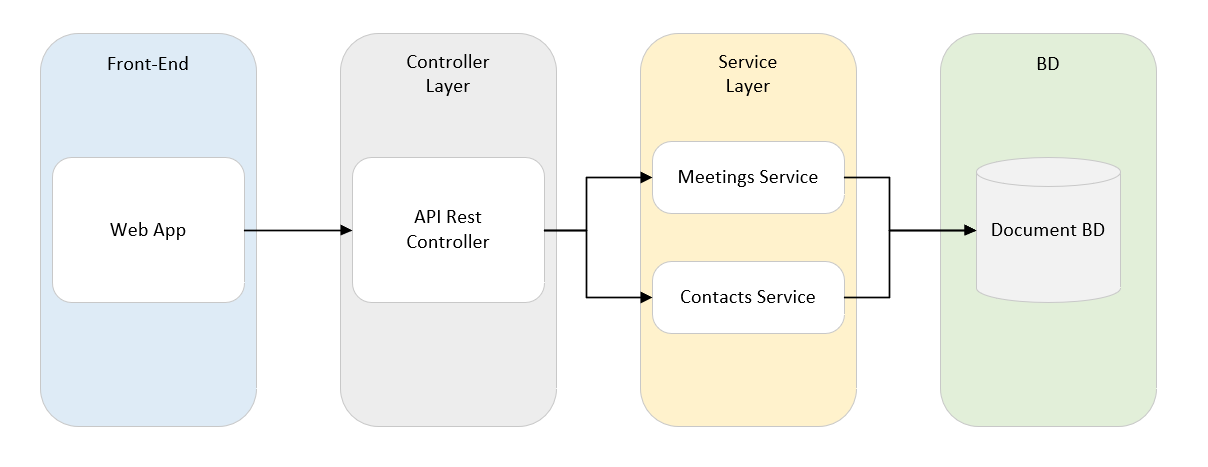 Front-End
Controller
Layer
Service
Layer
BD
Web App
API Rest
Controller
Meetings Service
Contacts Service
Document BD